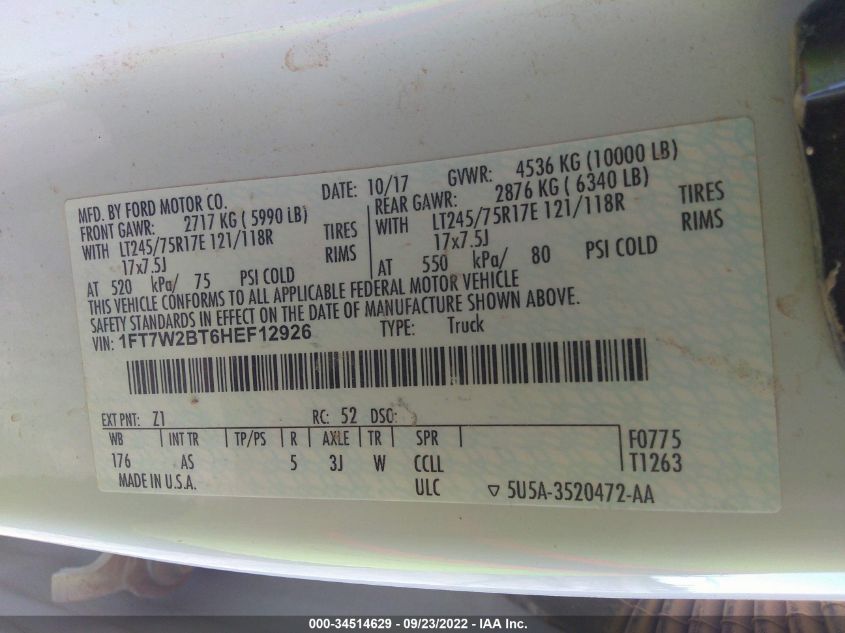 MFD. BY FORD MOTOR CO. DATE: 10/17 GVWR: 4536 KG (10000 LB)
FRONT GAWR: 2717 KG ( 5990 LB) REAR GAWR: 2876 KG ( 6340 LB)
WITH LT245/75R17E 121/118R TIRES WITH LT245/75R17E 121/118R TIRES
17x7.5J RIMS 17x7.5J RIMS
AT 520 kPa/ 75 PSI COLD AT 550 kPa/ 80 PSI COLD
THIS VEHICLE CONFORMS TO ALL APPLICABLE FEDERAL MOTOR VEHICLE
SAFETY STANDARDS IN EFFECT ON THE DATE OF MANUFACTURE SHOWN ABOVE.
VIN: 1FT7W2BT6HEF12926 TYPE: Truck
EXT PNT: Z1 RC: 52 DSO:
WB INT TR TP/PS R AXLE TR SPR F0775
176 AS 5 3J W CCLL T1263
MADE IN U.S.A. ULC ▽ 5U5A-3520472-AA
000-34514629 - 09/23/2022 - IAA Inc.